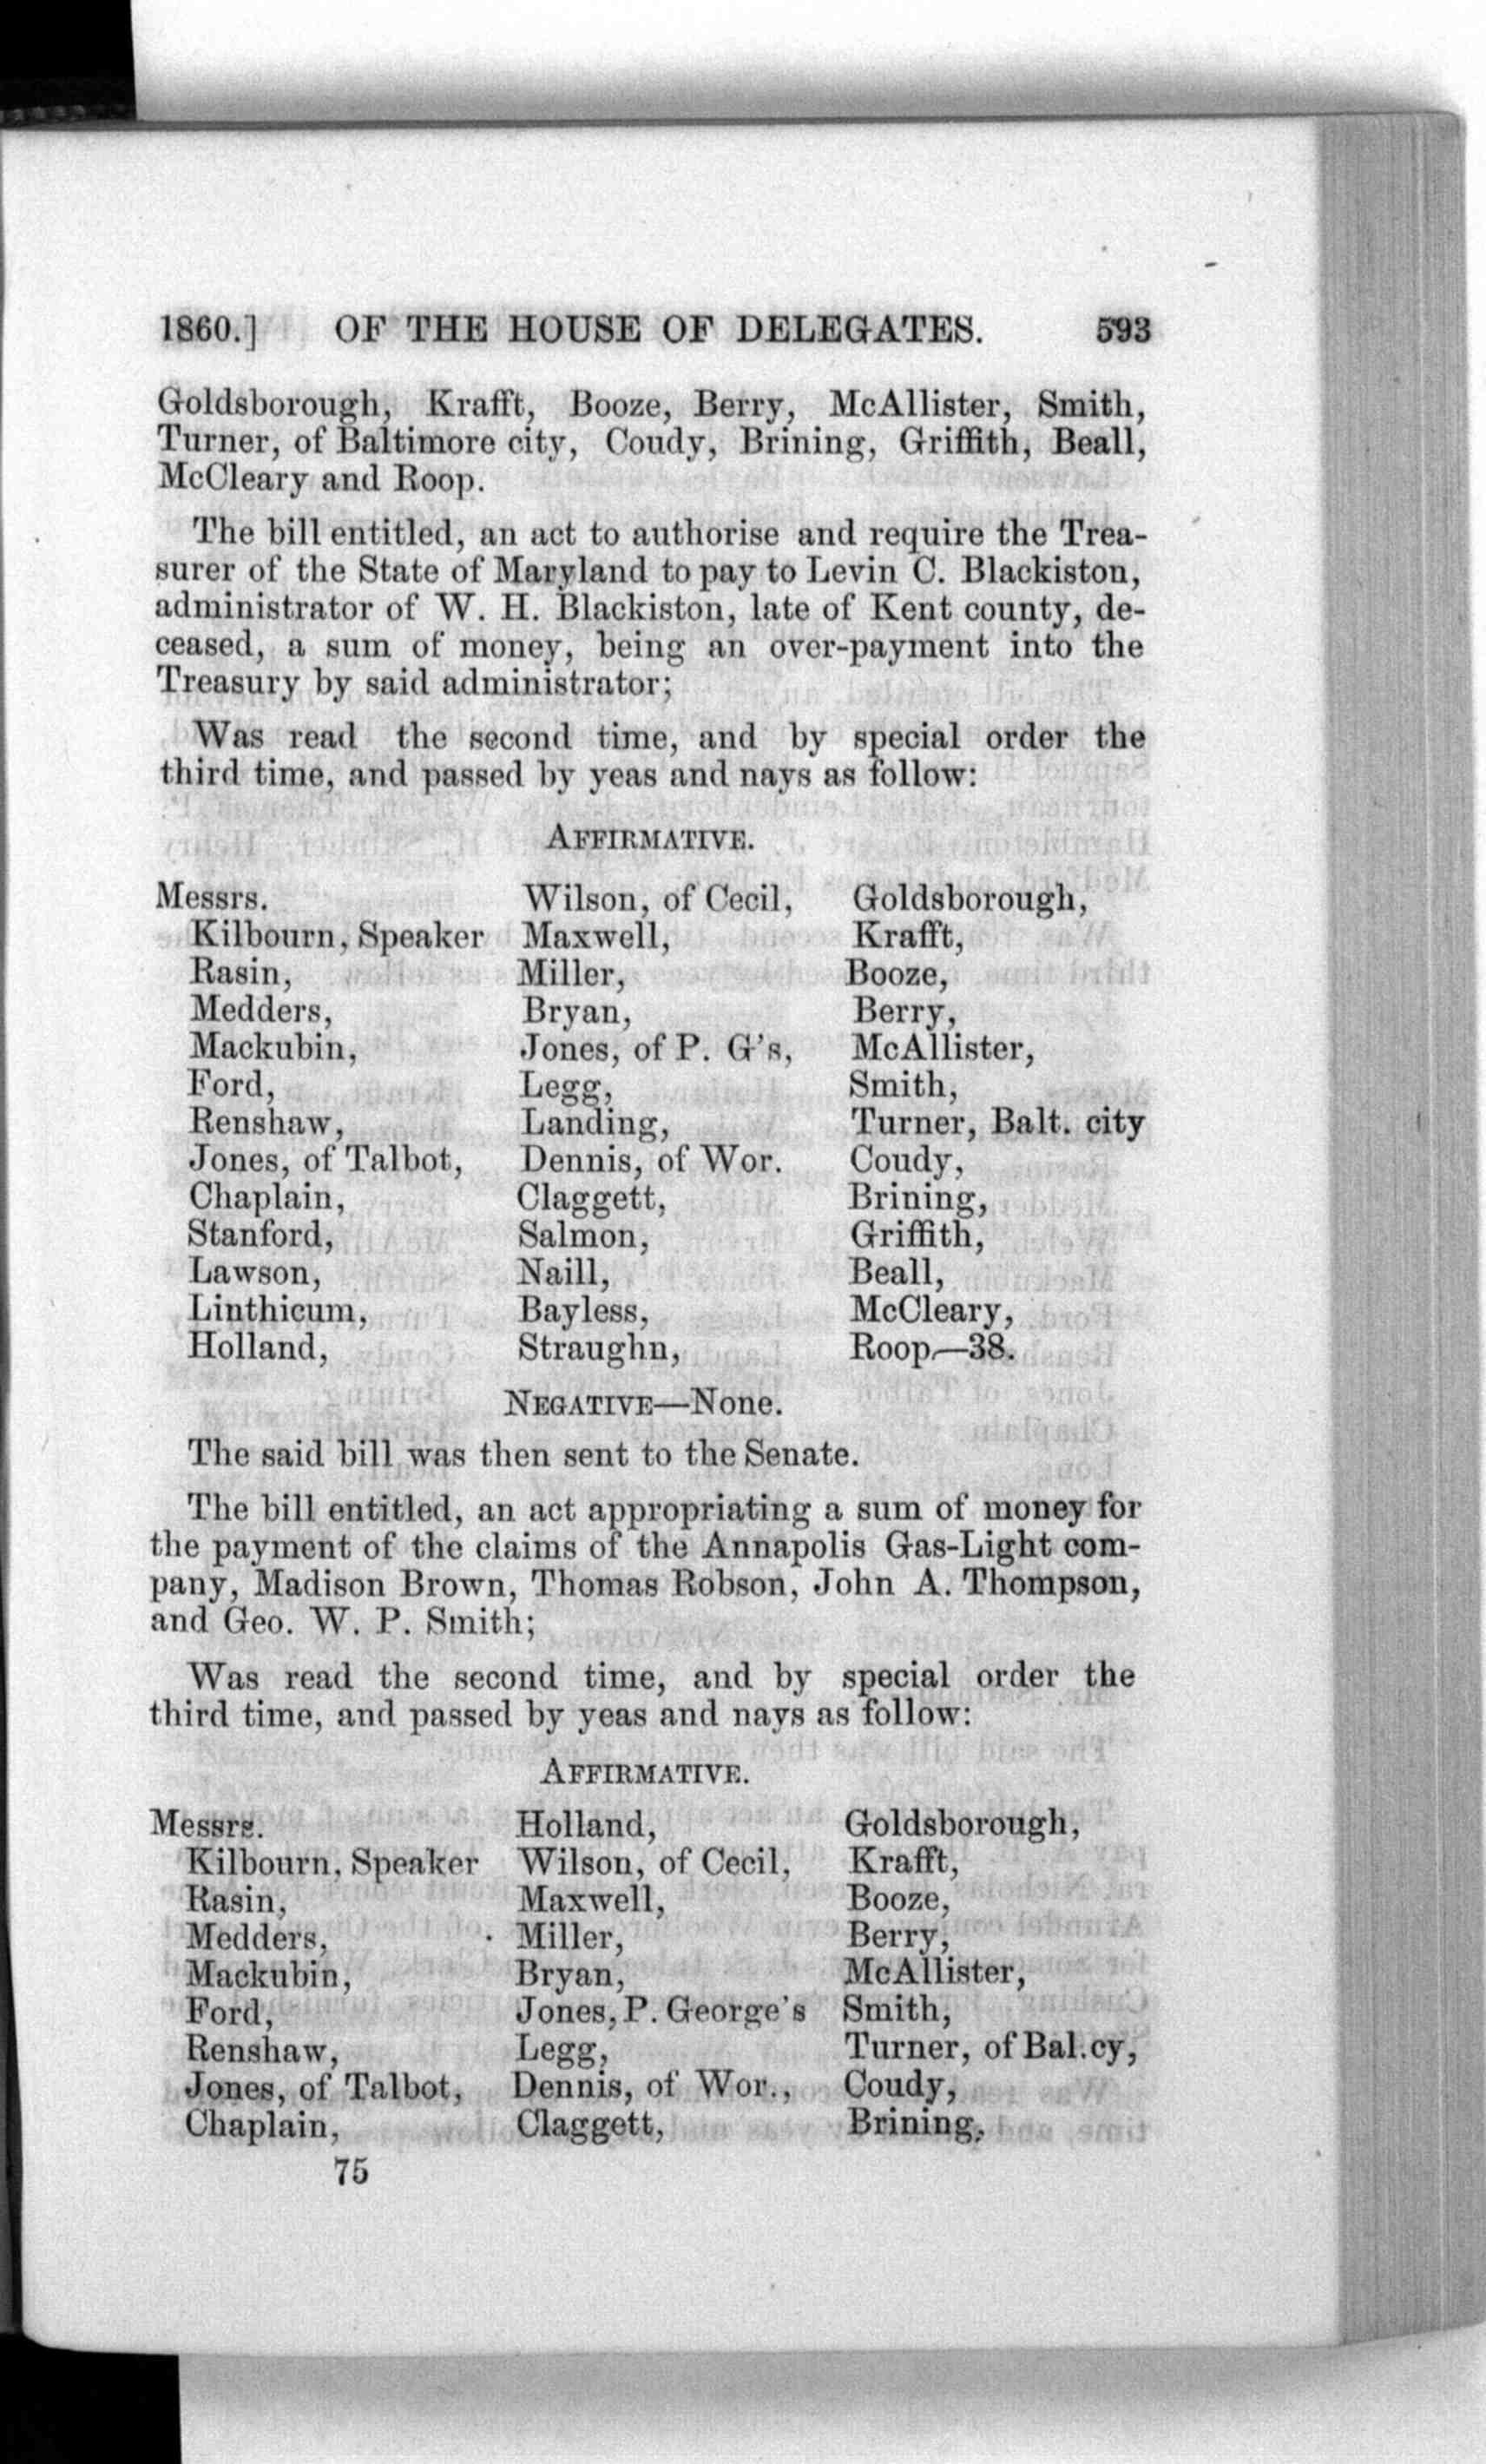 1860.] OF THE HOUSE OF DELEGATES. 593
Goldsborough, Krafft, Booze, Berry, McAllister, Smith,
Turner, of Baltimore city, Coudy, Brining, Griffith, Beall,
McCleary and Roop.
The bill entitled, an act to authorise and require the Trea-
surer of the State of Maryland to pay to Levin C. Blackiston,
administrator of W. H. Blackiston, late of Kent county, de-
ceased, a sum of money, being an over-payment into the
Treasury by said administrator;
Was read the second time, and by special order the
third time, and passed by yeas and nays as follow:
AFFIRMATIVE.
Messrs. Wilson, of Cecil, Goldsborough,
Kilbourn, Speaker Maxwell, Krafft,
Rasin, Miller, Booze,
Medders, Bryan, Berry,
Mackubin, Jones, of P. G's, McAllister,
Ford, Legg, Smith,
Renshaw, Landing, Turner, Balt. city
Jones, of Talbot, Dennis, of Wor. Coudy,
Chaplain, Claggett, Brining,
Stanford, Salmon, Griffith,
Lawson, Naill, Beall,
Linthicum, Bayless, McCleary,
Holland, Straughn, Roop—38.
NEGATIVE—None.
The said bill was then sent to the Senate.
The bill entitled, an act appropriating a sum of money for
the payment of the claims of the Annapolis Gas-Light com-
pany, Madison Brown, Thomas Robson, John A. Thompson,
and Geo. W. P. Smith;
Was read the second time, and by special order the
third time, and passed by yeas and nays as follow:
AFFIRMATIVE.
Messrs. Holland, Goldsborough,
Kilbourn, Speaker Wilson, of Cecil, Krafft,
Rasin, Maxwell, Booze,
Medders, Miller, Berry,
Mackubin, Bryan, McAllister,
Ford, Jones, P. George's Smith,
Renshaw, Legg, Turner, of Bal. cy,
Jones, of Talbot, Dennis, of Wor., Coudy,
Chaplain, Claggett, Brining,
75